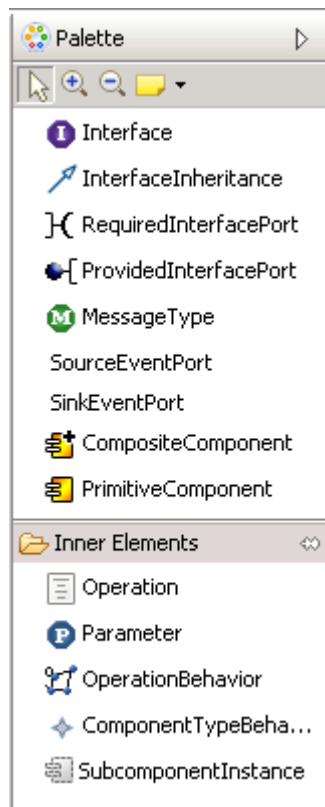 Palette
Interface
InterfaceInheritance
RequiredInterfacePort
ProvidedInterfacePort
MessageType
SourceEventPort
SinkEventPort
CompositeComponent
PrimitiveComponent
Inner Elements
Operation
Parameter
OperationBehavior
ComponentTypeBeha...
SubcomponentInstance